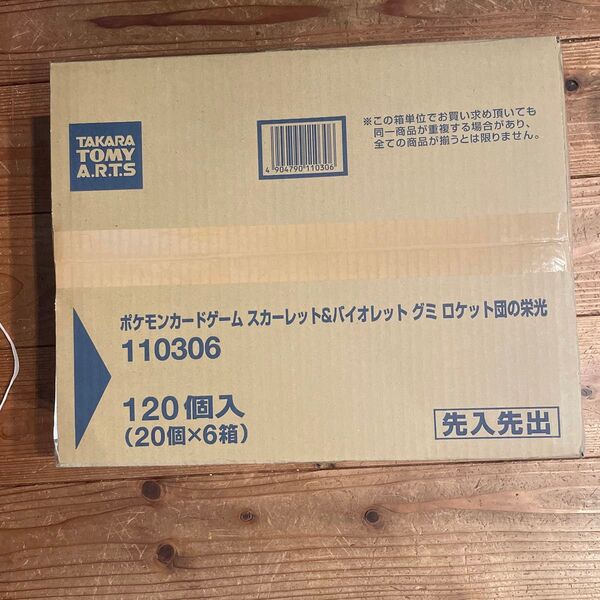 TAKARA
TOMY
A.R.T.S
4 904790 110306
※この箱単位でお買い求め頂いても
同一商品が重複する場合があり、
全ての商品が揃うとは限りません。
ポケモンカードゲーム スカーレット&バイオレット グミ ロケット団の栄光
110306
120個入
(20個×6箱)
先入先出